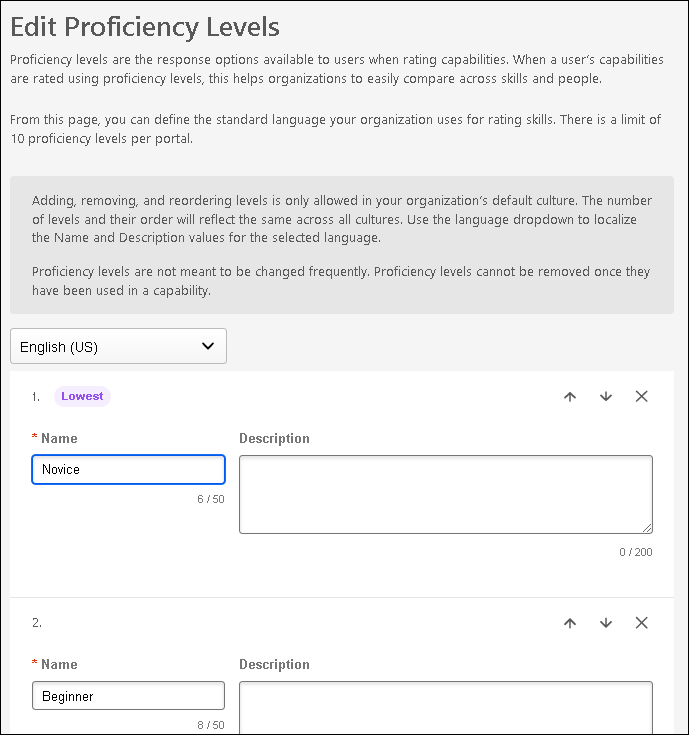 Edit Proficiency Levels
Proficiency levels are the response options available to users when rating capabilities. When a user's capabilities
are rated using proficiency levels, this helps organizations to easily compare across skills and people.
From this page, you can define the standard language your organization uses for rating skills. There is a limit of
10 proficiency levels per portal.
Adding, removing, and reordering levels is only allowed in your organization's default culture. The number
of levels and their order will reflect the same across all cultures. Use the language dropdown to localize
the Name and Description values for the selected language.
Proficiency levels are not meant to be changed frequently. Proficiency levels cannot be removed once they
have been used in a capability.
English (US)
1. Lowest
* Name Description
Novice
6 / 50
0 / 200
2.
* Name Description
Beginner
8 / 50